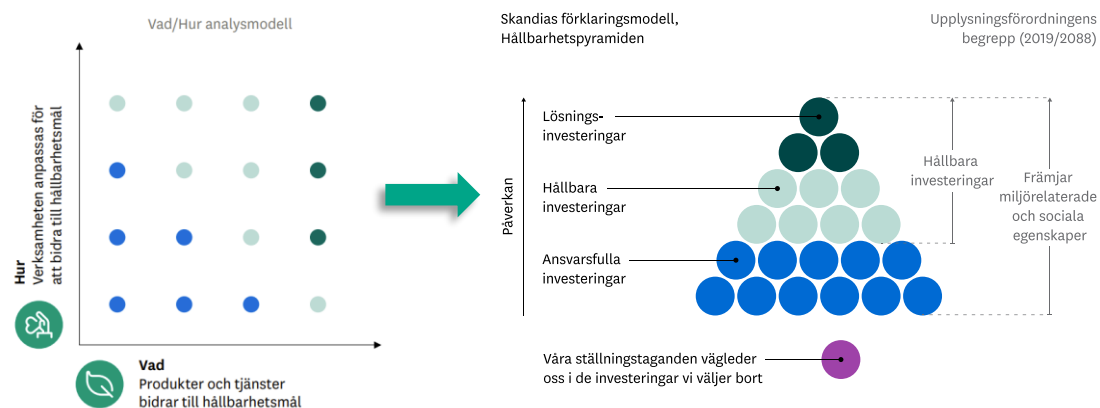 Vad/Hur analysmodell
Hur
Verksamheten anpassas för
att bidra till hållbarhetsmål
Vad
Produkter och tjänster
bidrar till hållbarhetsmål
Skandias förklaringsmodell,
Hållbarhetspyramiden
Upplysningsförordningens
begrepp (2019/2088)
Påverkan
Lösnings-
investeringar
Hållbara
investeringar
Ansvarsfulla
investeringar
Hållbara
investeringar
Främjar
miljörelaterade
och sociala
egenskaper
Våra ställningstaganden vägleder
oss i de investeringar vi väljer bort